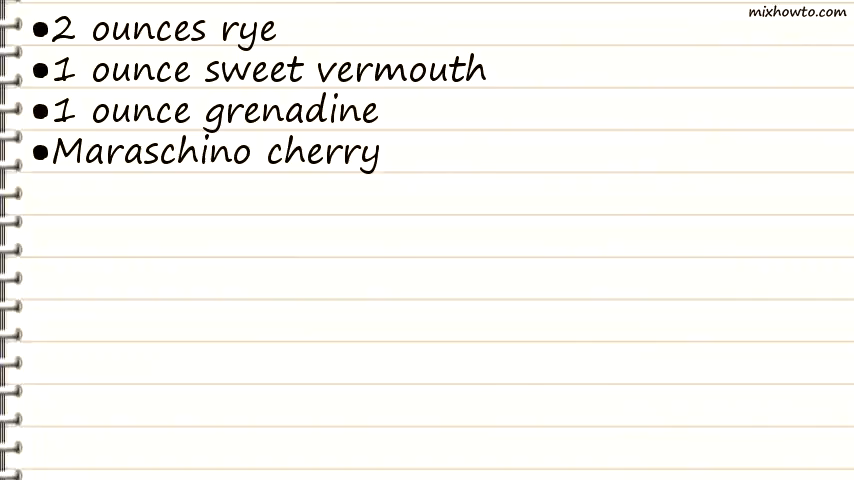 mixhowto.com
●2 ounces rye
●1 ounce sweet vermouth
●1 ounce grenadine
●Maraschino cherry